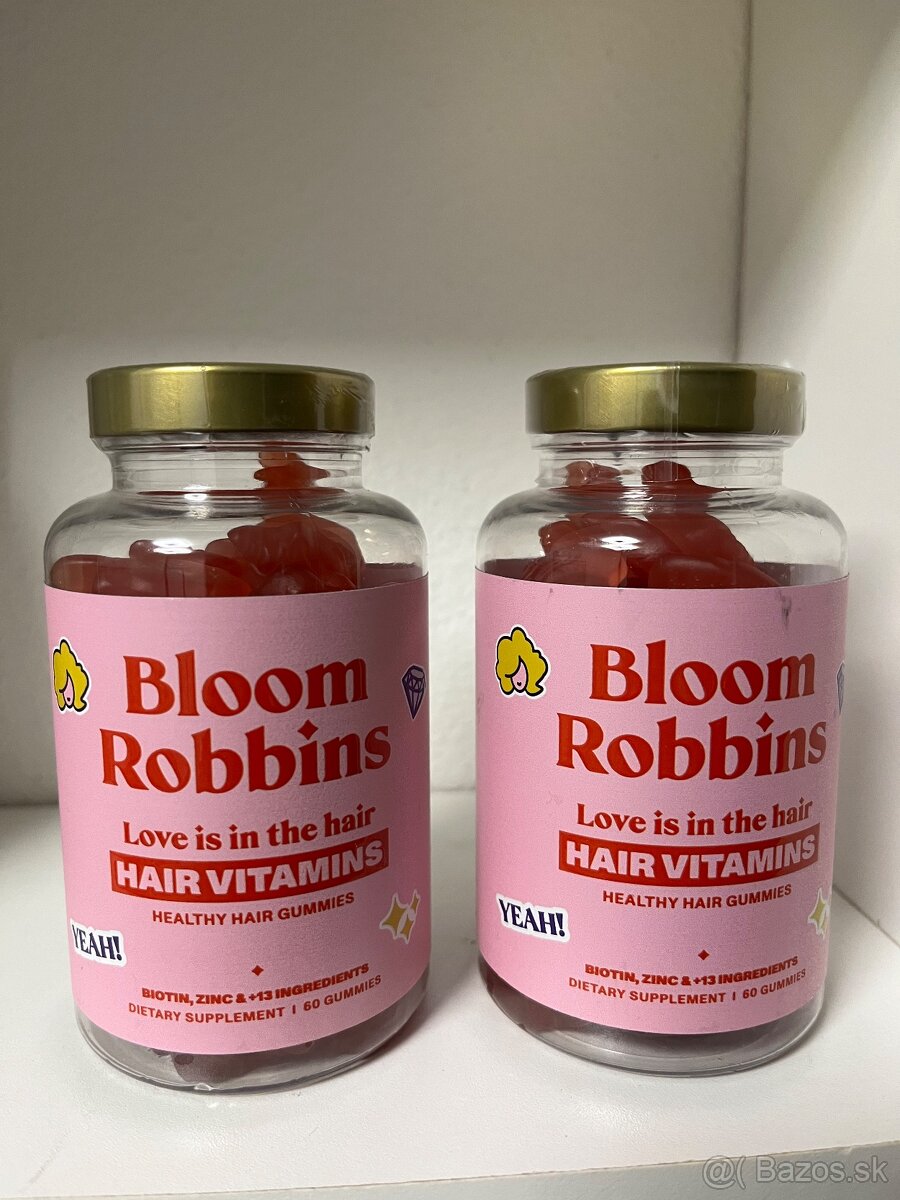 Bloom
Robbins
Love is in the hair
HAIR VITAMINS
HEALTHY HAIR GUMMIES
YEAH!
BIOTIN, ZINC & +13 INGREDIENTS
DIETARY SUPPLEMENT | 60 GUMMIES
Bloom
Robbins
Love is in the hair
HAIR VITAMINS
HEALTHY HAIR GUMMIES
YEAH!
BIOTIN, ZINC & +13 INGREDIENTS
DIETARY SUPPLEMENT | 60 GUMMIES
@( Bazos.sk